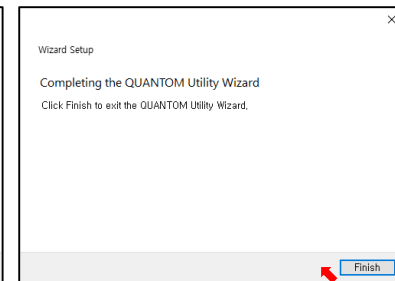 Wizard Setup
Completing the QUANTOM Utility Wizard
Click Finish to exit the QUANTOM Utility Wizard.
Finish